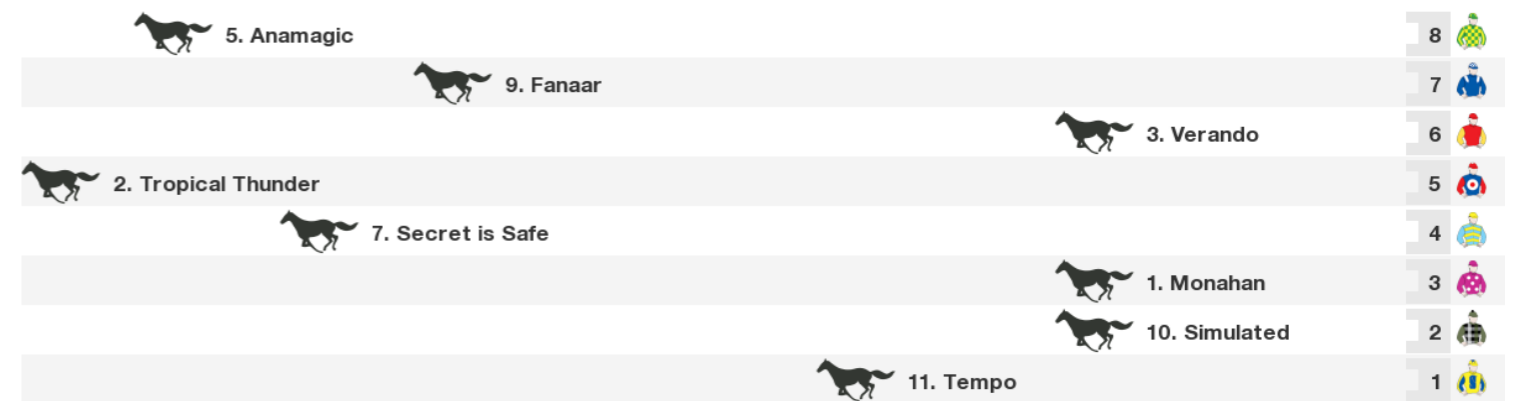 5. Anamagic 8
9. Fanaar 7
3. Verando 6
2. Tropical Thunder 5
7. Secret is Safe 4
1. Monahan 3
10. Simulated 2
11. Tempo 1